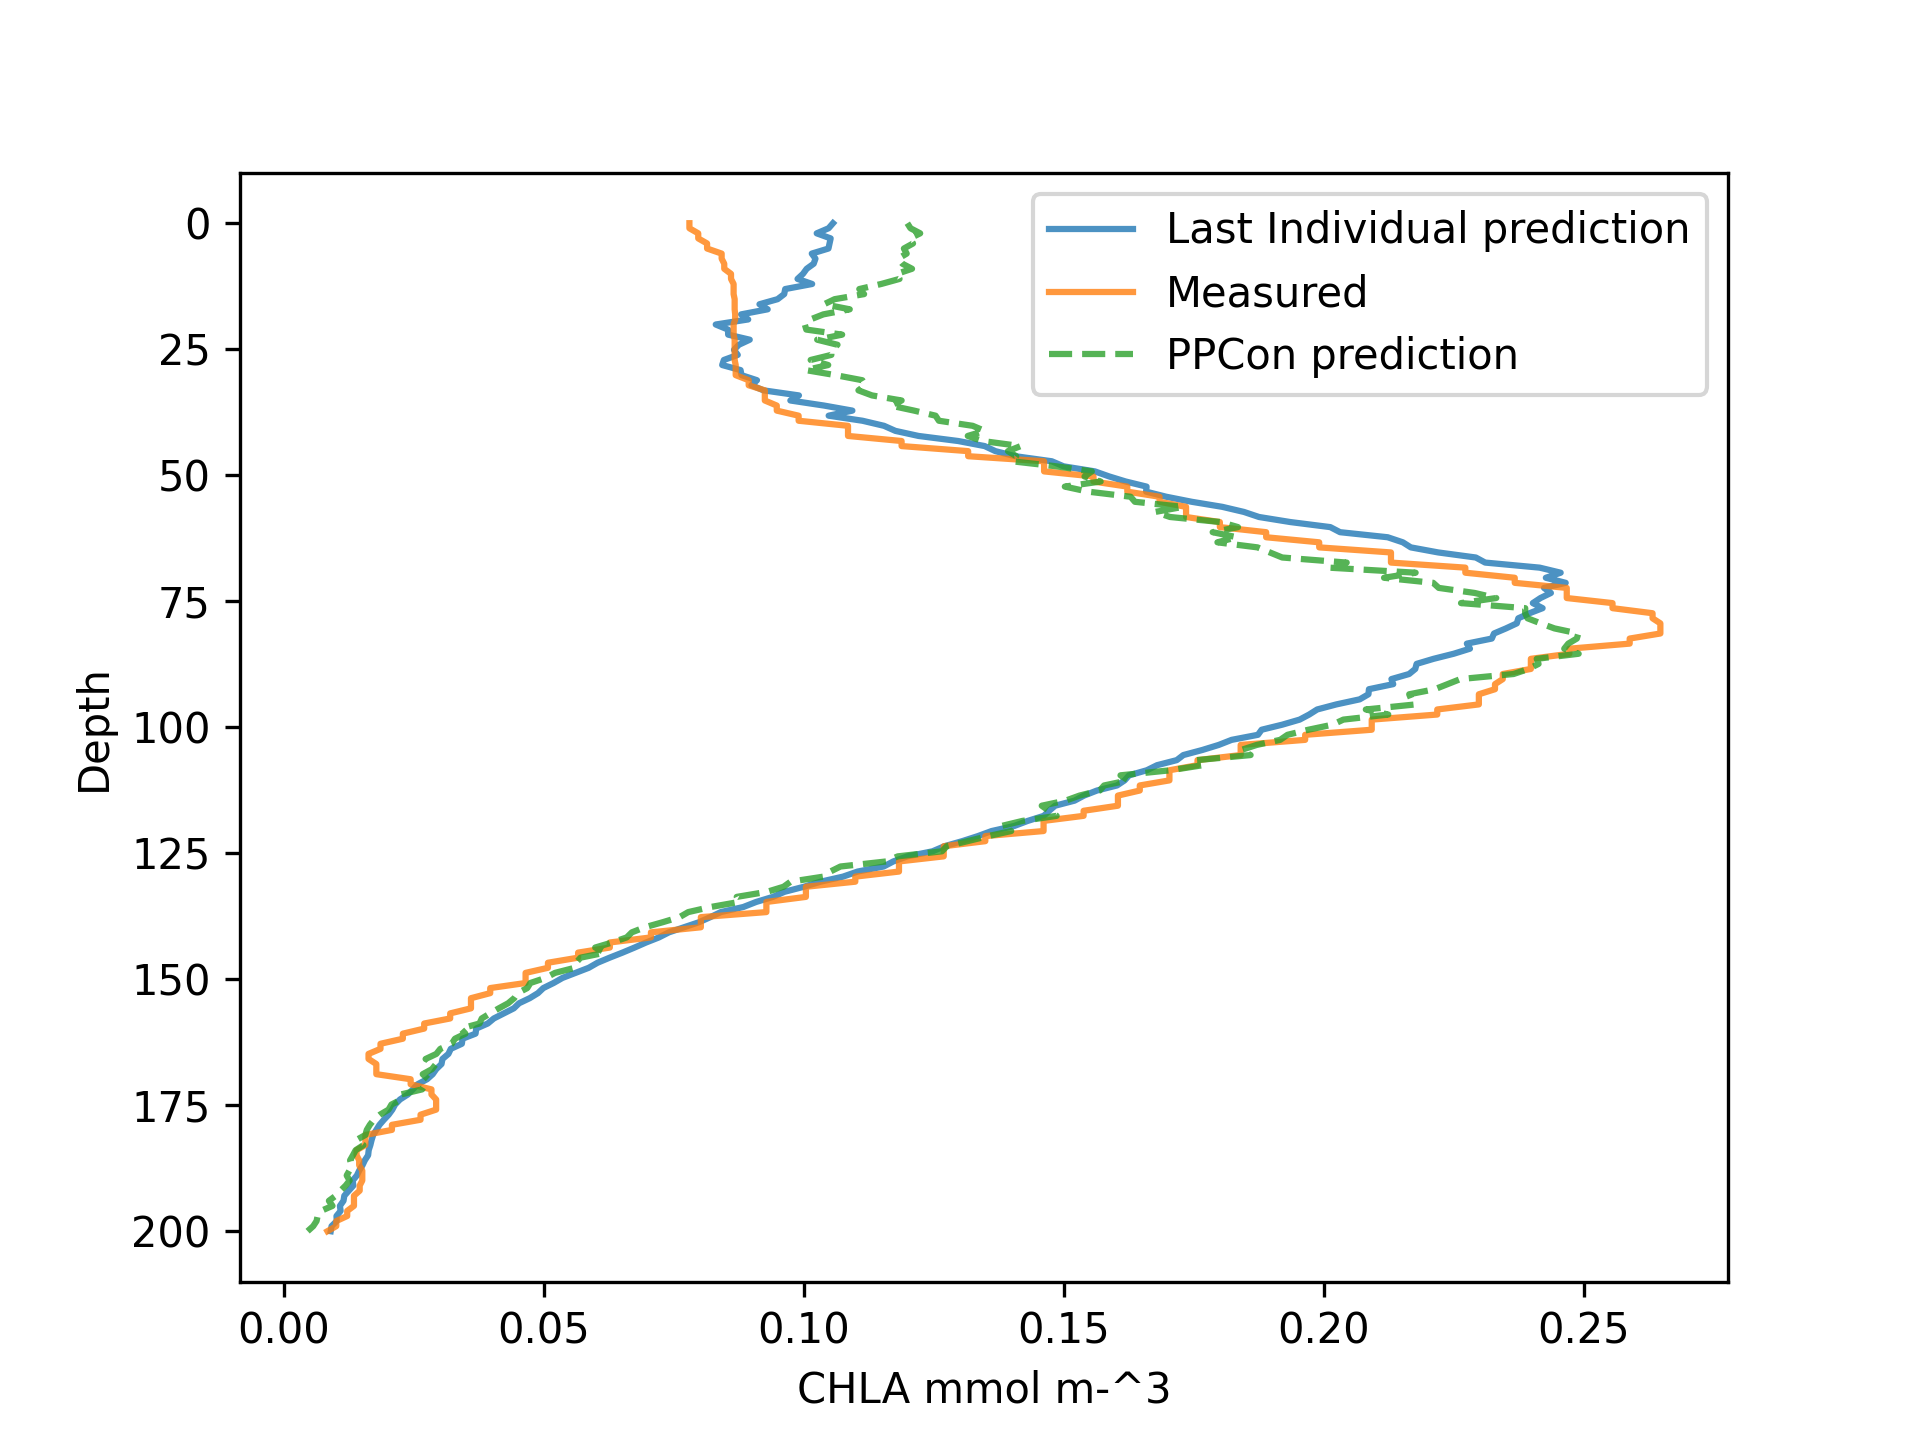 Last Individual prediction
Measured
PPCon prediction
0
25
50
75
100
125
150
175
200
Depth
0.00 0.05 0.10 0.15 0.20 0.25
CHLA mmol m-^3